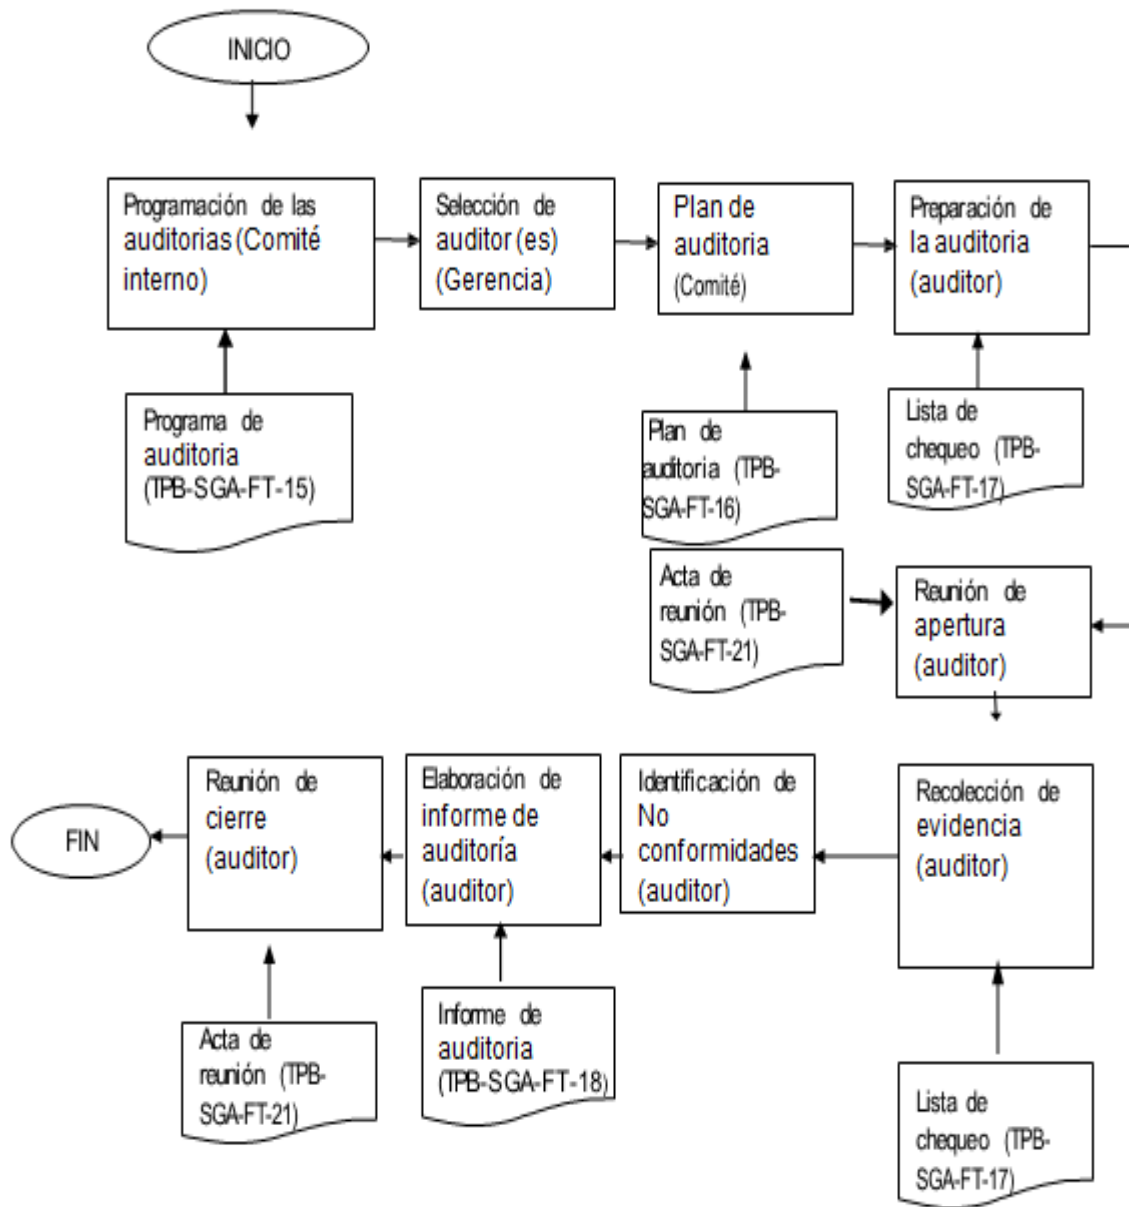 INICIO
Programación de las
auditorias (Comité
interno)
Selección de
auditor (es)
(Gerencia)
Plan de
auditoria
(Comité)
Preparación de
la auditoria
(auditor)
Programa de
auditoria
(TPB-SGA-FT-15)
Plan de
auditoria (TPB-
SGA-FT-16)
Lista de
chequeo (TPB-
SGA-FT-17)
Acta de
reunión (TPB-
SGA-FT-21)
Reunión de
apertura
(auditor)
Recolección de
evidencia
(auditor)
Identificación de
No
conformidades
(auditor)
Elaboración de
informe de
auditoría
(auditor)
Reunión de
cierre
(auditor)
FIN
Acta de
reunión (TPB-
SGA-FT-21)
Informe de
auditoria
(TPB-SGA-FT-18)
Lista de
chequeo (TPB-
SGA-FT-17)